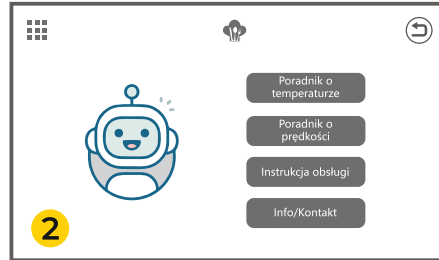 Poradnik o
temperaturze
Poradnik o
prędkości
Instrukcja obsługi
Info/Kontakt
2